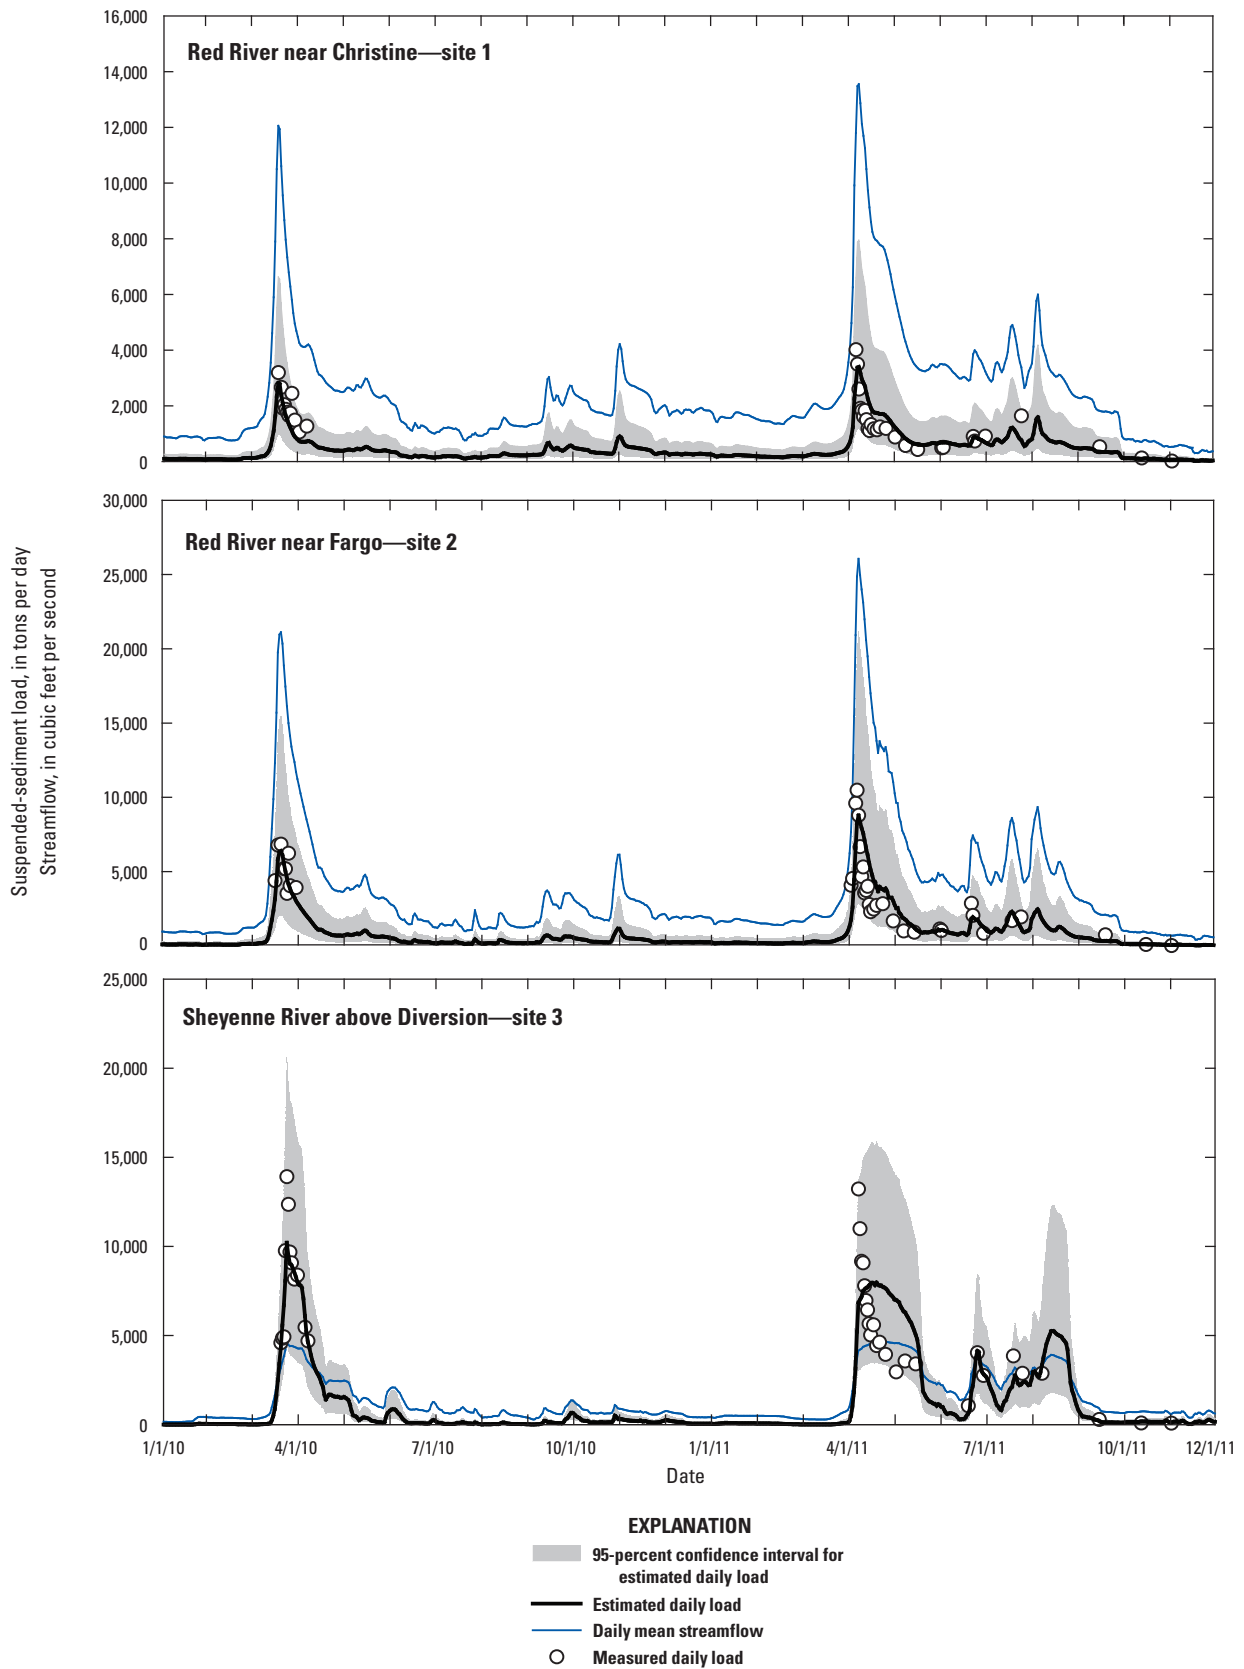 16,000
Red River near Christine—site 1
14,000
12,000
10,000
8,000
6,000
4,000
2,000
0
30,000
Red River near Fargo—site 2
25,000
20,000
15,000
10,000
5,000
0
Suspended-sediment load, in tons per day
Streamflow, in cubic feet per second
25,000
Sheyenne River above Diversion—site 3
20,000
15,000
10,000
5,000
0
1/1/10 4/1/10 7/1/10 10/1/10 1/1/11 4/1/11 7/1/11 10/1/11 12/1/11
Date
EXPLANATION
95-percent confidence interval for
estimated daily load
Estimated daily load
Daily mean streamflow
Measured daily load